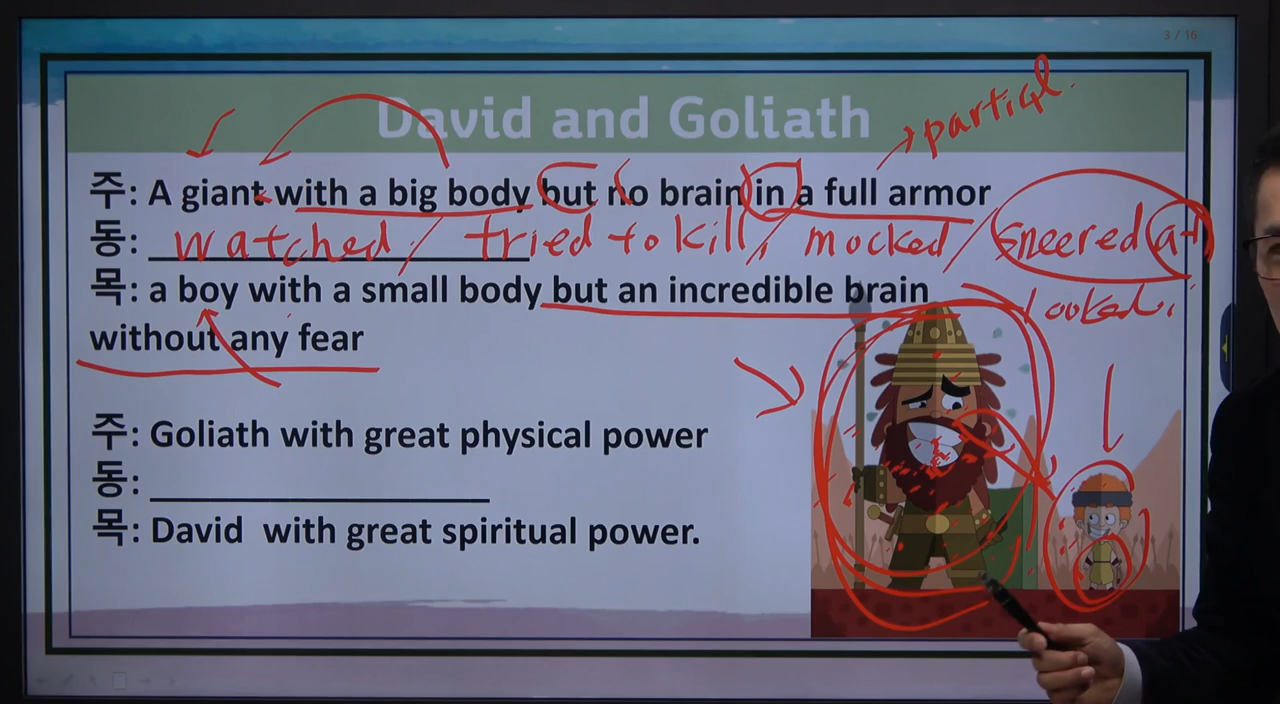 3 / 16
David and Goliath
partial.
주: A giant with a big body but no brain in a full armor
동: watched / tried to kill / mocked / sneered at
looked
목: a boy with a small body but an incredible brain
without any fear
주: Goliath with great physical power
동: ___________________
목: David with great spiritual power.